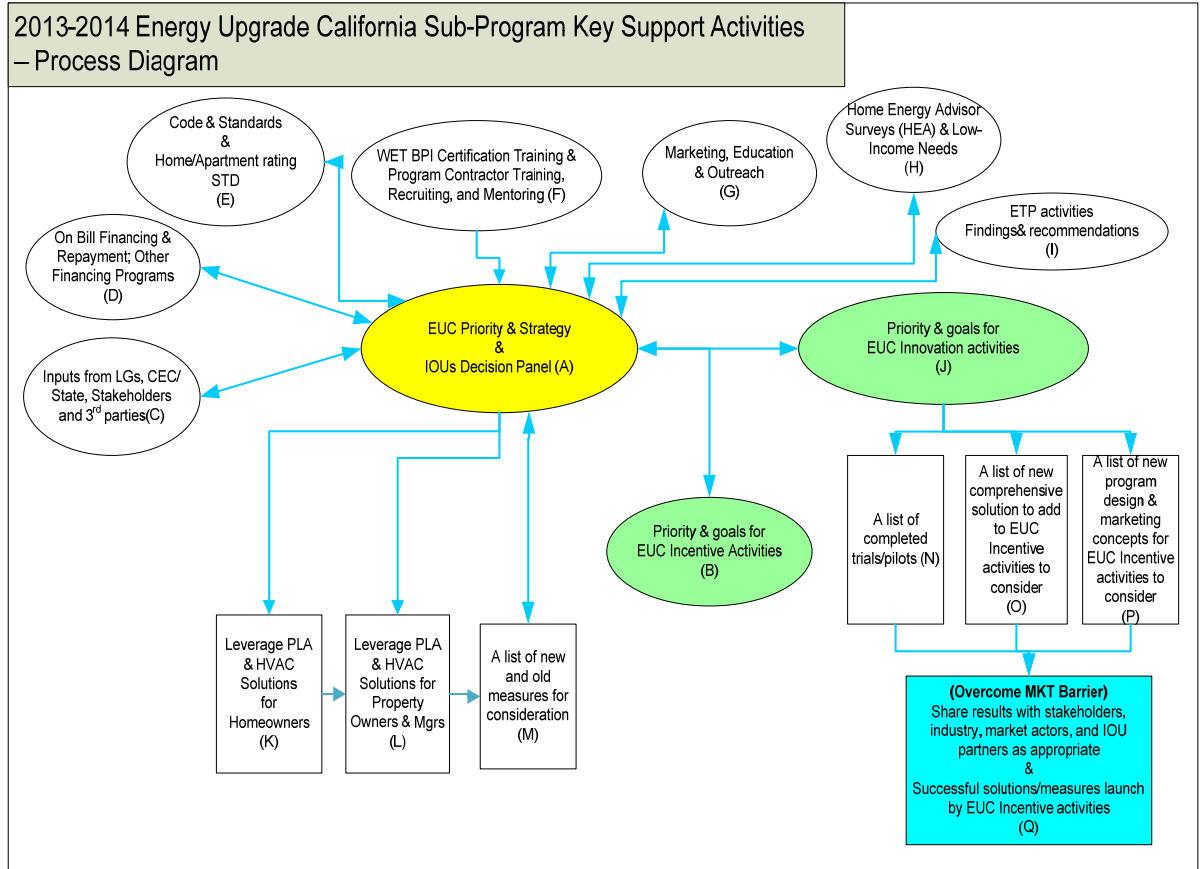 2013-2014 Energy Upgrade California Sub-Program Key Support Activities
– Process Diagram
Code & Standards
&
Home/Apartment rating
STD
(E)
WET BPI Certification Training &
Program Contractor Training,
Recruiting, and Mentoring (F)
Marketing, Education
& Outreach
(G)
Home Energy Advisor
Surveys (HEA) & Low-
Income Needs
(H)
ETP activities
Findings& recommendations
(I)
On Bill Financing &
Repayment; Other
Financing Programs
(D)
Inputs from LGs, CEC/
State, Stakeholders
and 3rd parties(C)
EUC Priority & Strategy
&
IOUs Decision Panel (A)
Priority & goals for
EUC Innovation activities
(J)
Priority & goals for
EUC Incentive Activities
(B)
A list of
completed
trials/pilots (N)
A list of new
comprehensive
solution to add
to EUC
Incentive
activities to
consider
(O)
A list of new
program
design &
marketing
concepts for
EUC Incentive
activities to
consider
(P)
Leverage PLA
& HVAC
Solutions
for
Homeowners
(K)
Leverage PLA
& HVAC
Solutions for
Property
Owners & Mgrs
(L)
A list of new
and old
measures for
consideration
(M)
(Overcome MKT Barrier)
Share results with stakeholders,
industry, market actors, and IOU
partners as appropriate
&
Successful solutions/measures launch
by EUC Incentive activities
(Q)